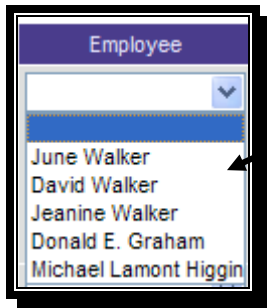 Employee
June Walker
David Walker
Jeanine Walker
Donald E. Graham
Michael Lamont Higgin